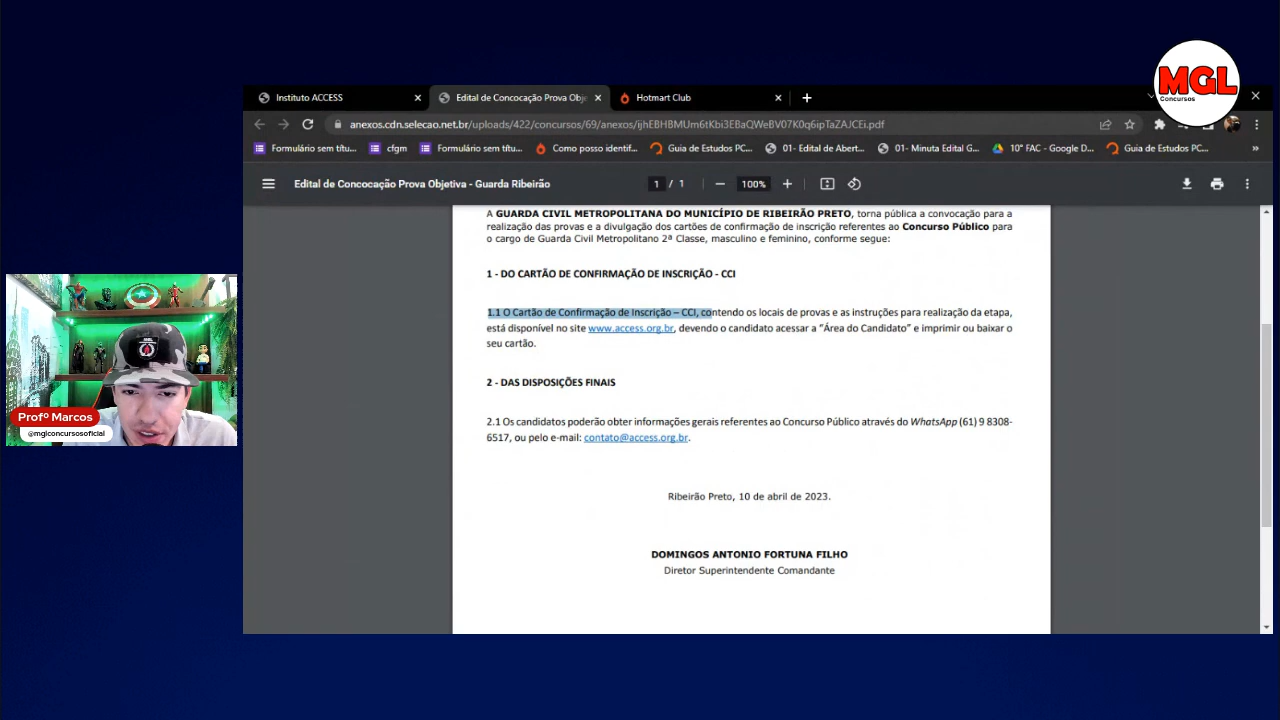 MGL
Concursos
Instituto ACCESS
Edital de Concocação Prova Obje
Hotmart Club
anexos.cdn.selecao.net.br/uploads/422/concursos/69/anexos/ijhEBHBMUm6tKbi3EBaQWeBV07K0q6ipTaZAJCEi.pdf
Formulário sem títu... cfgm Formulário sem títu... Como posso identif... Guia de Estudos PC... 01- Edital de Abert... 01- Minuta Edital G... 10° FAC - Google D... Guia de Estudos PC...
Edital de Concocação Prova Objetiva - Guarda Ribeirão
1 / 1
100%
A GUARDA CIVIL METROPOLITANA DO MUNICÍPIO DE RIBEIRÃO PRETO, torna pública a convocação para a
realização das provas e a divulgação dos cartões de confirmação de inscrição referentes ao Concurso Público para
o cargo de Guarda Civil Metropolitano 2ª Classe, masculino e feminino, conforme segue:
1 - DO CARTÃO DE CONFIRMAÇÃO DE INSCRIÇÃO - CCI
1.1 O Cartão de Confirmação de Inscrição – CCI, contendo os locais de provas e as instruções para realização da etapa,
está disponível no site www.access.org.br, devendo o candidato acessar a "Área do Candidato" e imprimir ou baixar o
seu cartão.
2 - DAS DISPOSIÇÕES FINAIS
2.1 Os candidatos poderão obter informações gerais referentes ao Concurso Público através do WhatsApp (61) 9 8308-
6517, ou pelo e-mail: contato@access.org.br.
Ribeirão Preto, 10 de abril de 2023.
DOMINGOS ANTONIO FORTUNA FILHO
Diretor Superintendente Comandante
Profº Marcos
@mglconcursosoficial